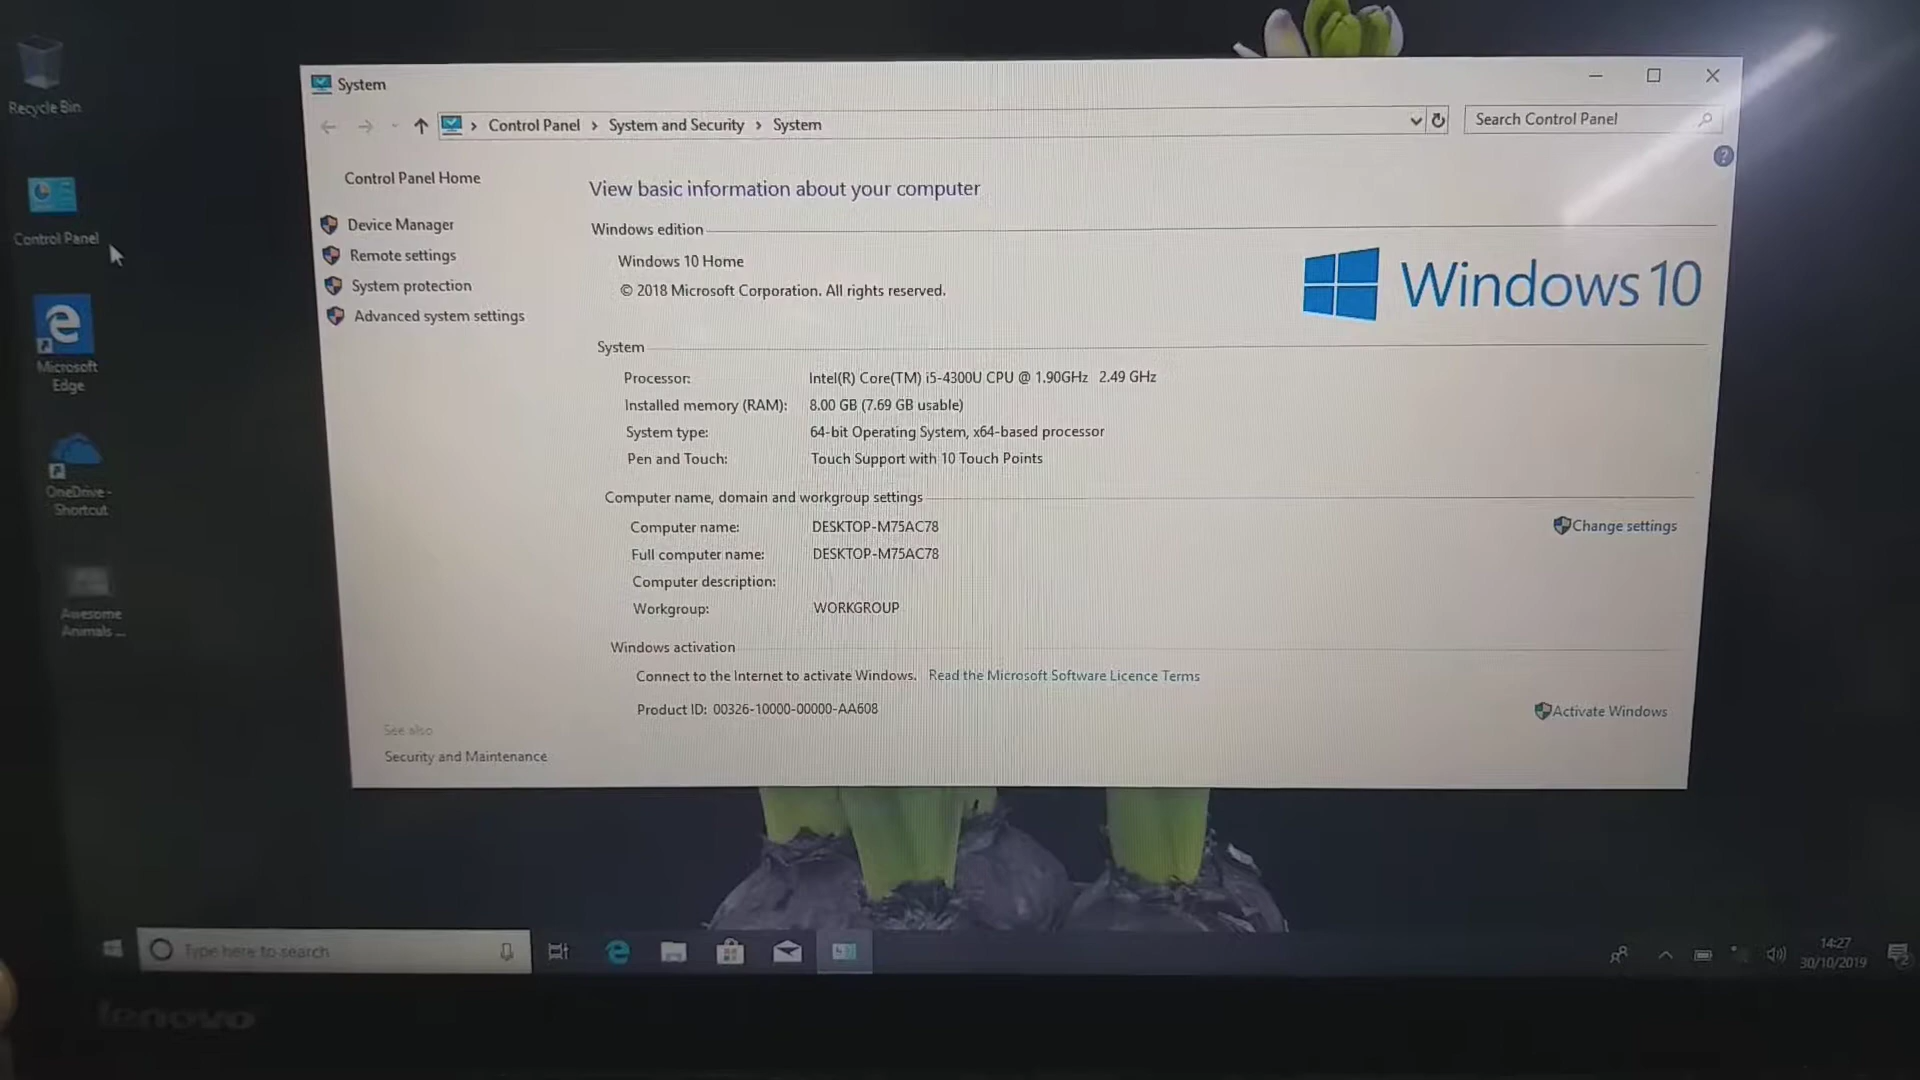 Recycle Bin
Control Panel
Microsoft
Edge
OneDrive -
Shortcut
Awesome
Animals ...
System
Control Panel > System and Security > System
Search Control Panel
Control Panel Home
Device Manager
Remote settings
System protection
Advanced system settings
See also
Security and Maintenance
View basic information about your computer
Windows edition
Windows 10 Home
© 2018 Microsoft Corporation. All rights reserved.
Windows 10
System
Processor: Intel(R) Core(TM) i5-4300U CPU @ 1.90GHz 2.49 GHz
Installed memory (RAM): 8.00 GB (7.69 GB usable)
System type: 64-bit Operating System, x64-based processor
Pen and Touch: Touch Support with 10 Touch Points
Computer name, domain and workgroup settings
Computer name: DESKTOP-M75AC78
Change settings
Full computer name: DESKTOP-M75AC78
Computer description:
Workgroup: WORKGROUP
Windows activation
Connect to the Internet to activate Windows. Read the Microsoft Software Licence Terms
Product ID: 00326-10000-00000-AA608
Activate Windows
Type here to search
14:27
30/10/2019
2
lenovo